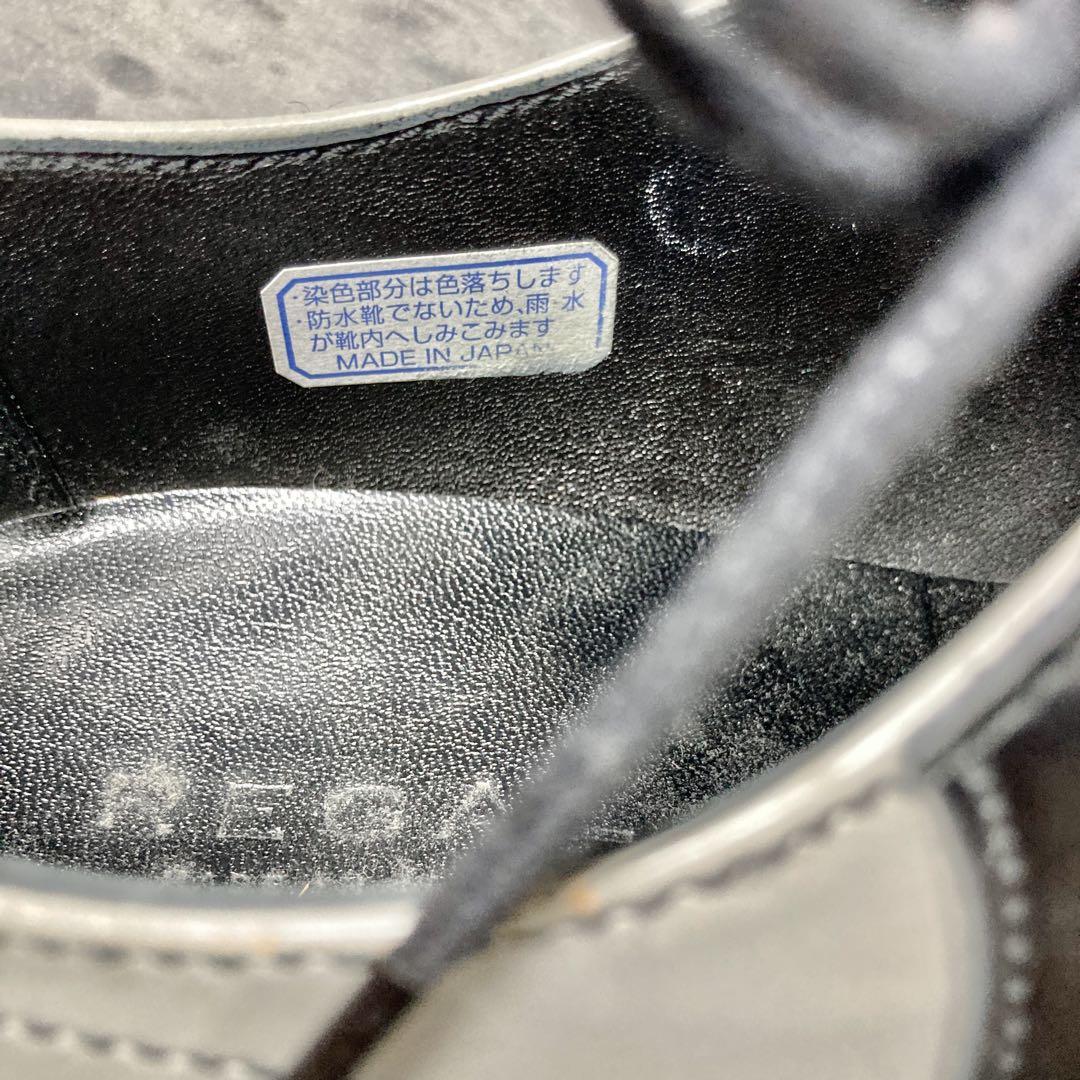 ・染色部分は色落ちします
・防水靴でないため、雨 水
が靴内へしみこみます
MADE IN JAPAN
REGA